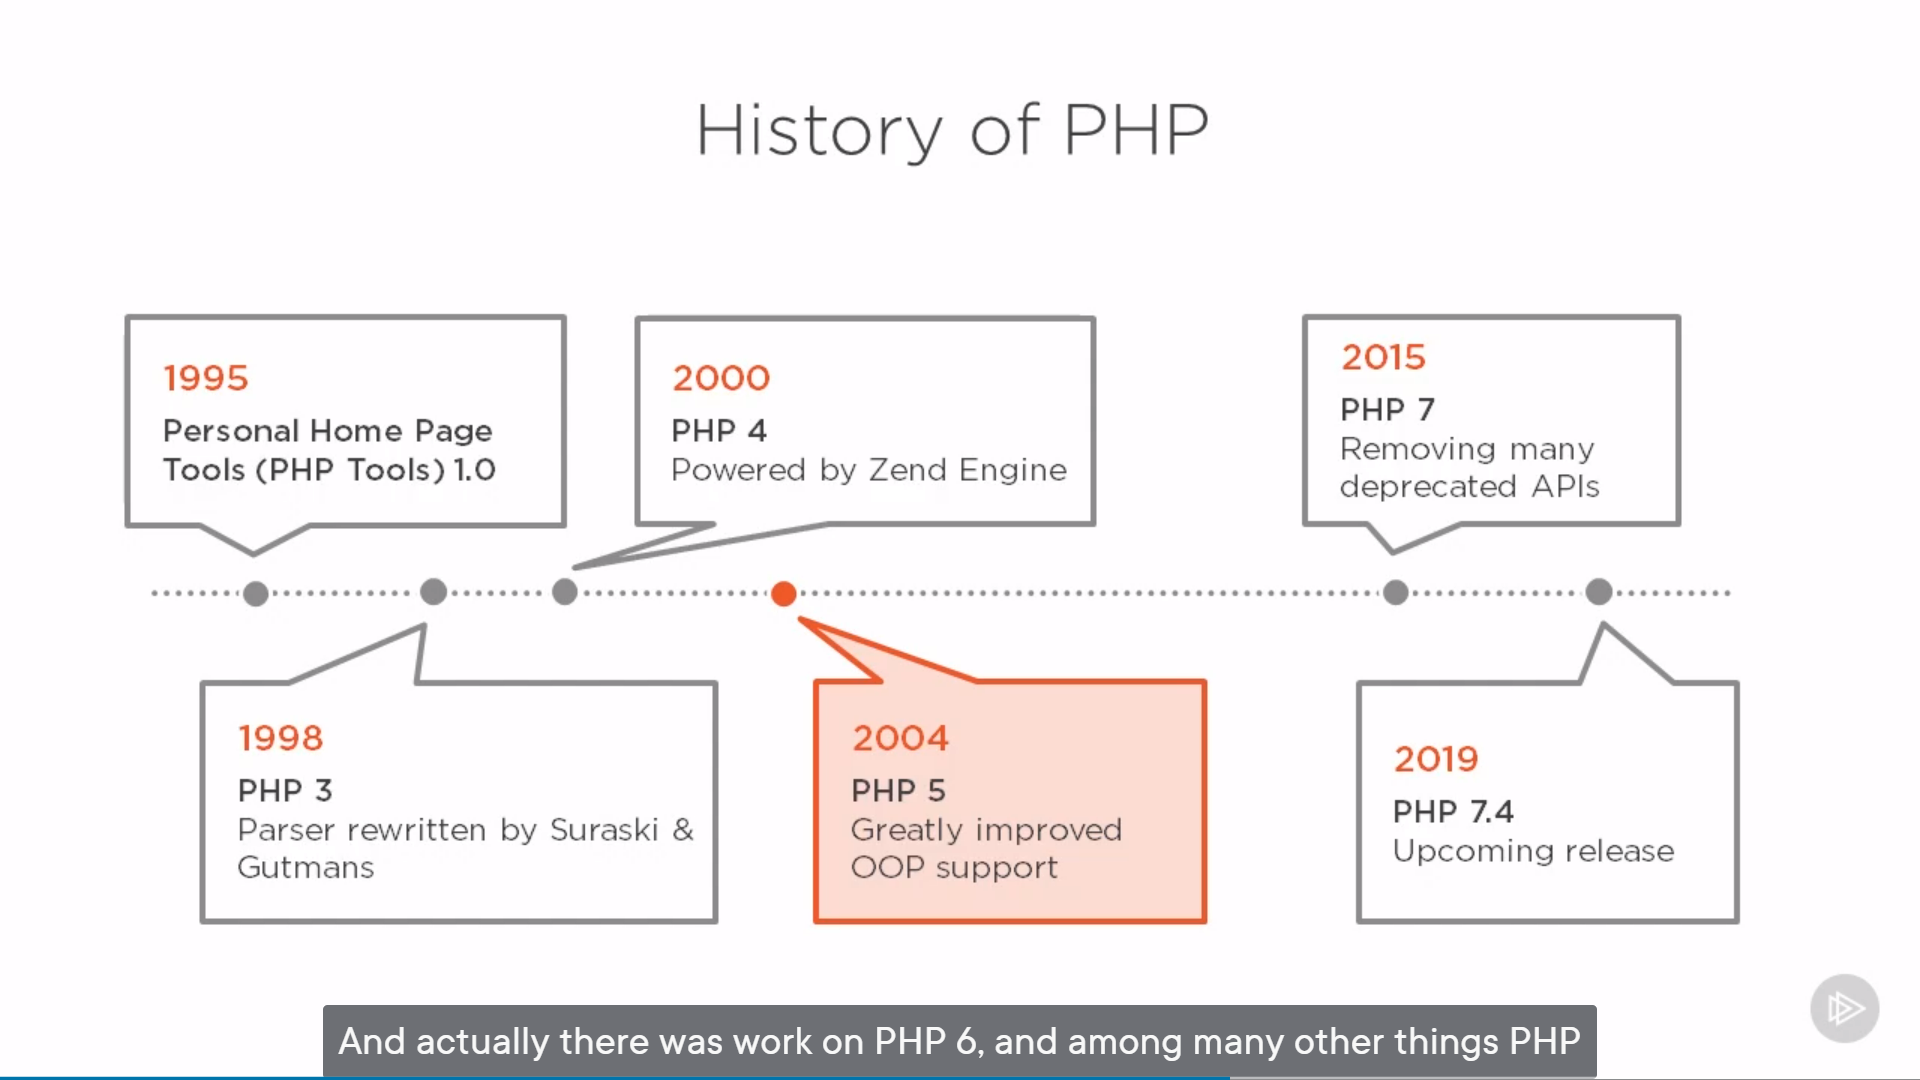 History of PHP
1995
Personal Home Page
Tools (PHP Tools) 1.0
2000
PHP 4
Powered by Zend Engine
2015
PHP 7
Removing many
deprecated APIs
1998
PHP 3
Parser rewritten by Suraski &
Gutmans
2004
PHP 5
Greatly improved
OOP support
2019
PHP 7.4
Upcoming release
And actually there was work on PHP 6, and among many other things PHP